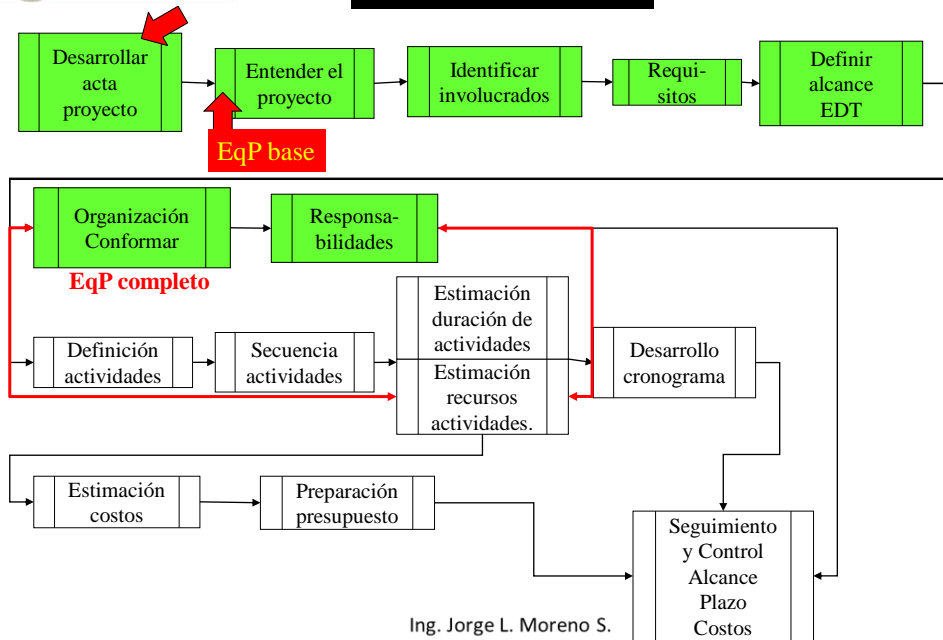 Desarrollar
acta
proyecto
Entender el
proyecto
Identificar
involucrados
Requi-
sitos
Definir
alcance
EDT
EqP base
Organización
Conformar
Responsa-
bilidades
EqP completo
Definición
actividades
Secuencia
actividades
Estimación
duración de
actividades
Estimación
recursos
actividades.
Desarrollo
cronograma
Estimación
costos
Preparación
presupuesto
Seguimiento
y Control
Alcance
Plazo
Costos
Ing. Jorge L. Moreno S.